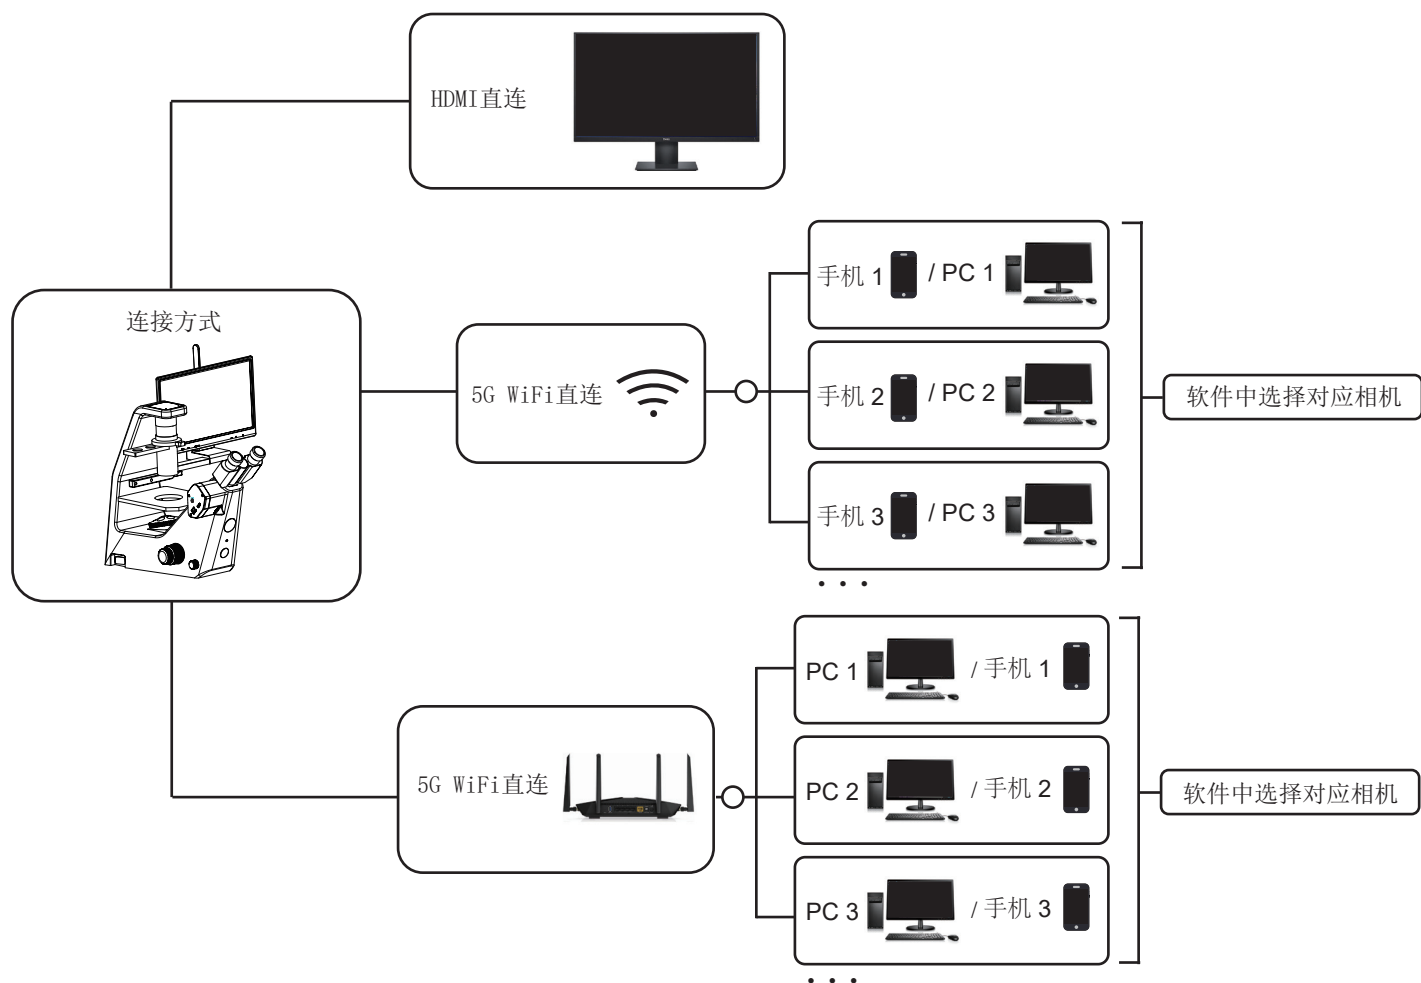 HDMI直连
连接方式
5G WiFi直连
手机 1 / PC 1
手机 2 / PC 2
手机 3 / PC 3
• • •
软件中选择对应相机
5G WiFi直连
PC 1 / 手机 1
PC 2 / 手机 2
PC 3 / 手机 3
• • •
软件中选择对应相机